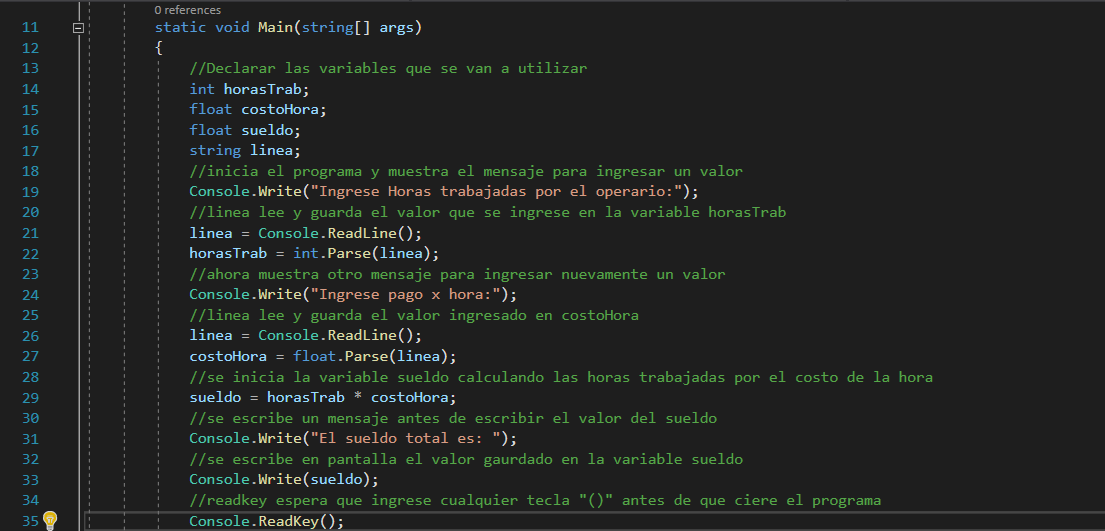 0 references
11 static void Main(string[] args)
12 {
13 //Declarar las variables que se van a utilizar
14 int horasTrab;
15 float costoHora;
16 float sueldo;
17 string linea;
18 //inicia el programa y muestra el mensaje para ingresar un valor
19 Console.Write("Ingrese Horas trabajadas por el operario:");
20 //linea lee y guarda el valor que se ingrese en la variable horasTrab
21 linea = Console.ReadLine();
22 horasTrab = int.Parse(linea);
23 //ahora muestra otro mensaje para ingresar nuevamente un valor
24 Console.Write("Ingrese pago x hora:");
25 //linea lee y guarda el valor ingresado en costoHora
26 linea = Console.ReadLine();
27 costoHora = float.Parse(linea);
28 //se inicia la variable sueldo calculando las horas trabajadas por el costo de la hora
29 sueldo = horasTrab * costoHora;
30 //se escribe un mensaje antes de escribir el valor del sueldo
31 Console.Write("El sueldo total es: ");
32 //se escribe en pantalla el valor gaurdado en la variable sueldo
33 Console.Write(sueldo);
34 //readkey espera que ingrese cualquier tecla "()" antes de que ciere el programa
35 Console.ReadKey();